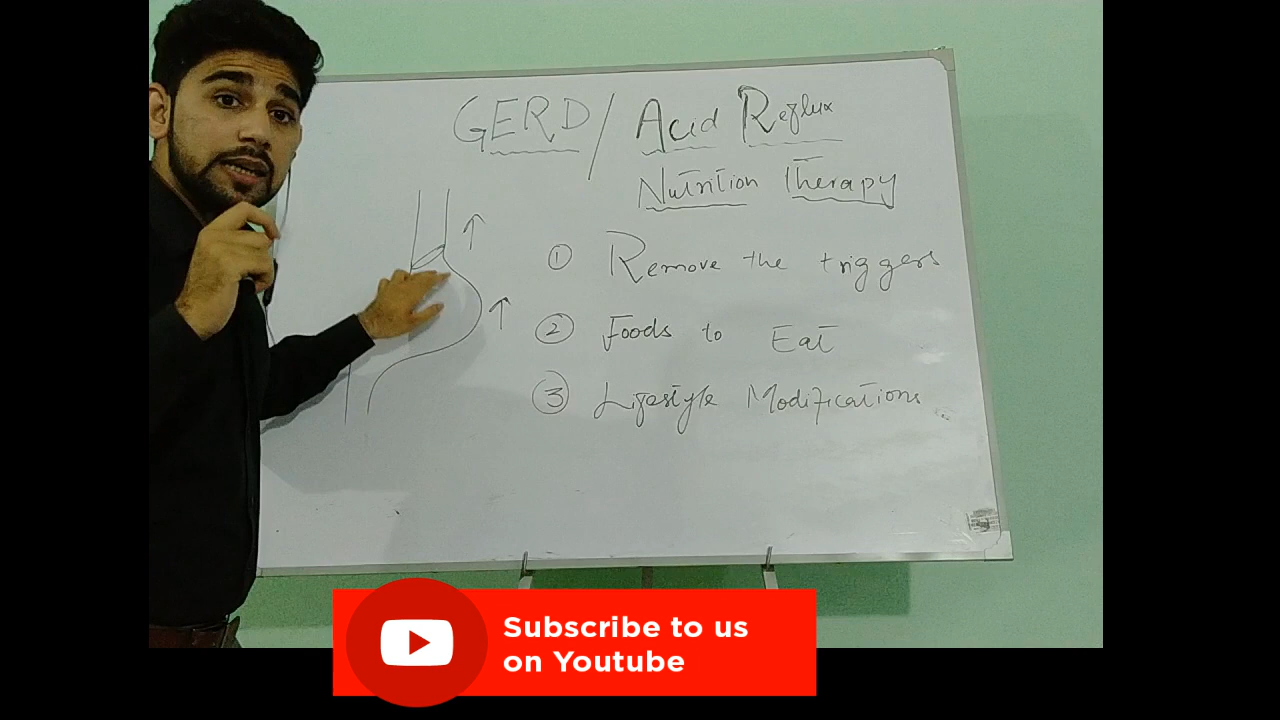 GERD / Acid Reflux
Nutrition Therapy
① Remove the triggers
② Foods to Eat
③ Lifestyle Modifications
Subscribe to us
on Youtube